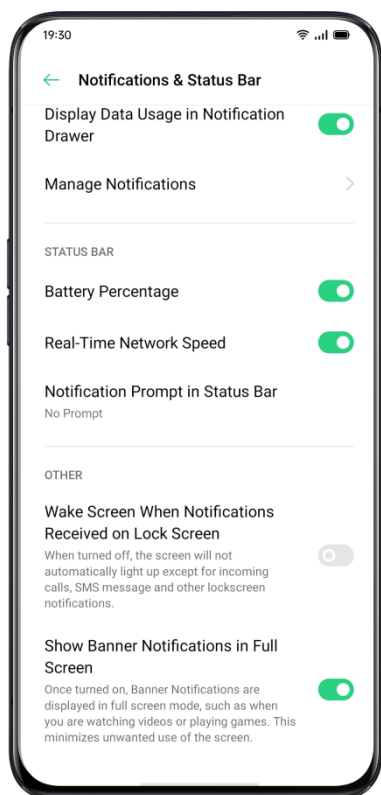 19:30
Notifications & Status Bar
Display Data Usage in Notification
Drawer
Manage Notifications
STATUS BAR
Battery Percentage
Real-Time Network Speed
Notification Prompt in Status Bar
No Prompt
OTHER
Wake Screen When Notifications
Received on Lock Screen
When turned off, the screen will not
automatically light up except for incoming
calls, SMS message and other lockscreen
notifications.
Show Banner Notifications in Full
Screen
Once turned on, Banner Notifications are
displayed in full screen mode, such as when
you are watching videos or playing games. This
minimizes unwanted use of the screen.